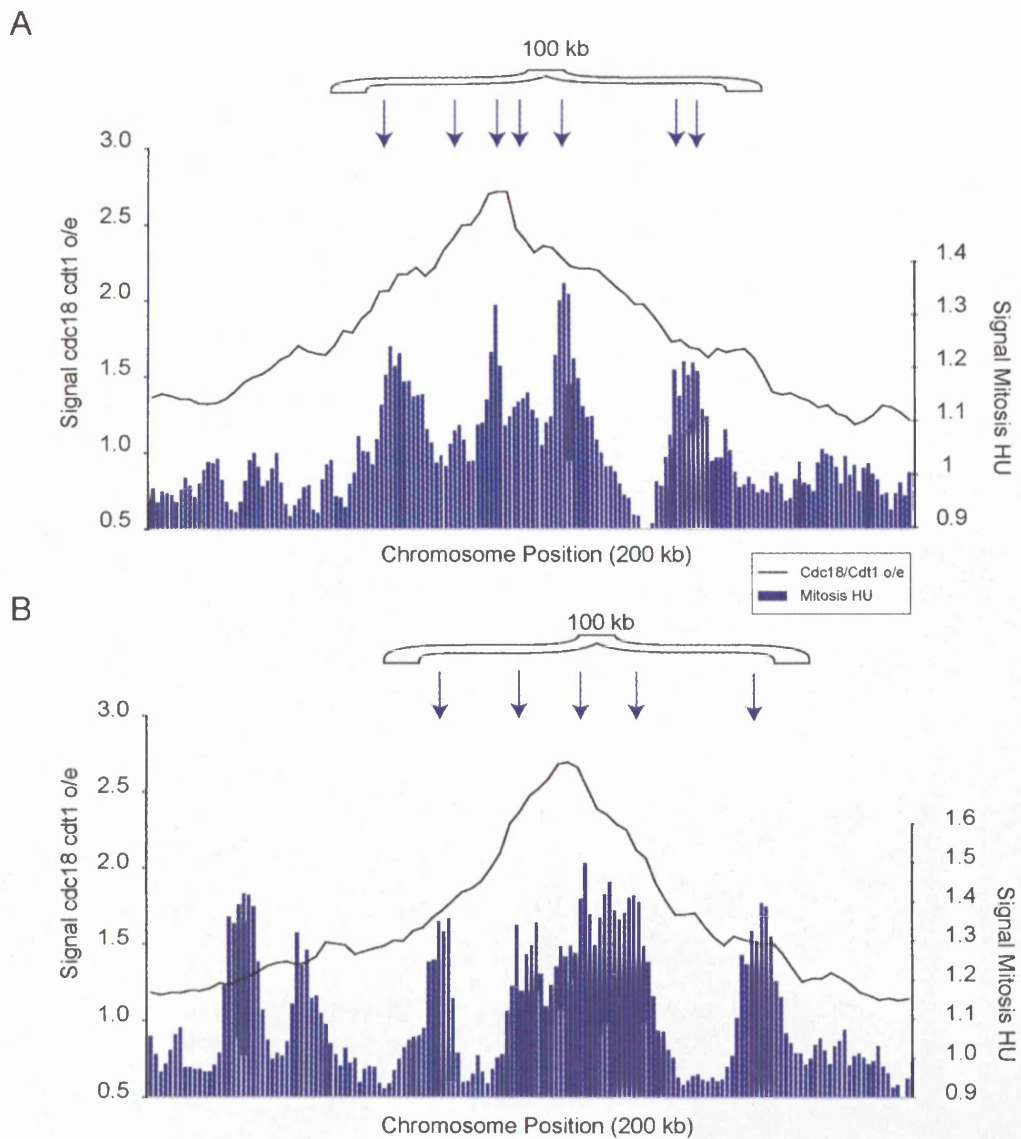 A
100 kb
3.0
2.5
2.0
1.5
1.0
0.5
Signal cdc18 cdt1 o/e
1.4
1.3
1.2
1.1
1
0.9
Signal Mitosis HU
Chromosome Position (200 kb)
Cdc18/Cdt1 o/e
Mitosis HU
B
100 kb
3.0
2.5
2.0
1.5
1.0
0.5
Signal cdc18 cdt1 o/e
1.6
1.5
1.4
1.3
1.2
1.1
1.0
0.9
Signal Mitosis HU
Chromosome Position (200 kb)